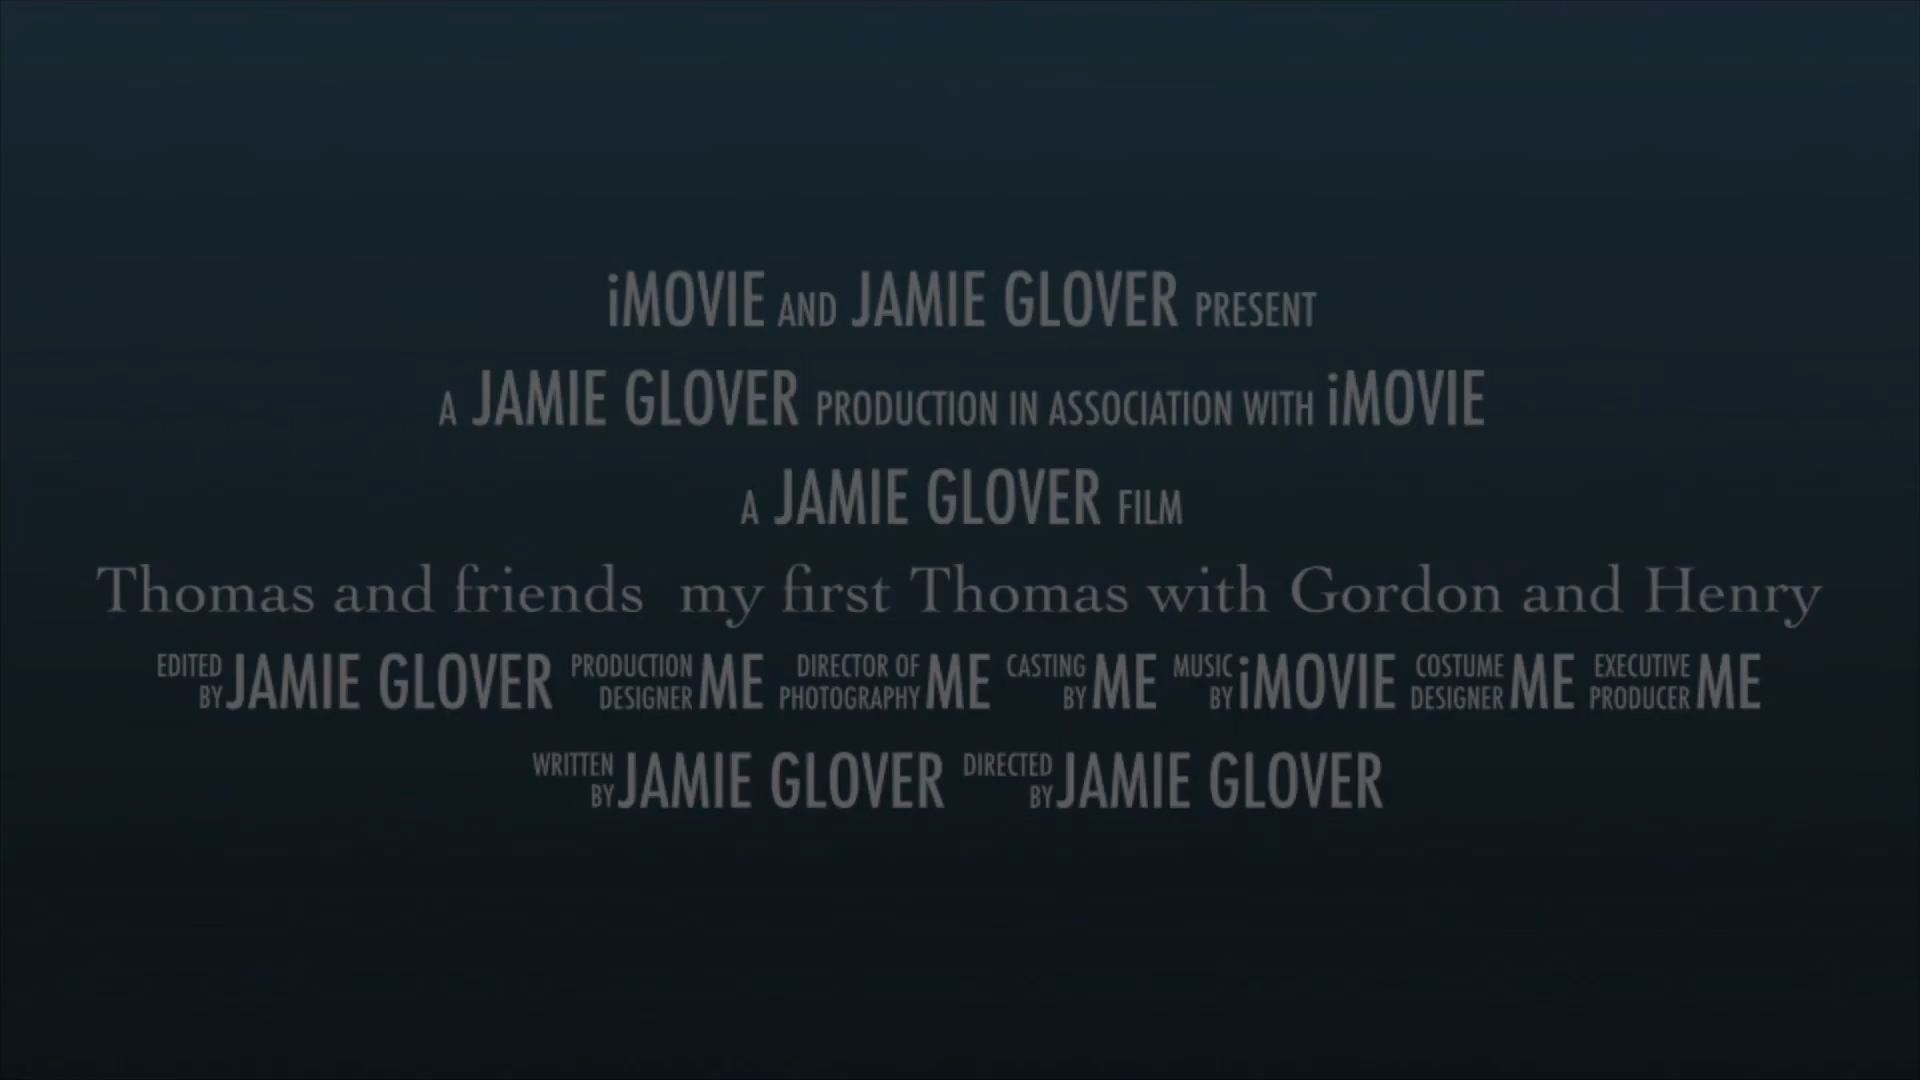 iMOVIE AND JAMIE GLOVER PRESENT
A JAMIE GLOVER PRODUCTION IN ASSOCIATION WITH iMOVIE
A JAMIE GLOVER FILM
Thomas and friends  my first Thomas with Gordon and Henry
EDITED BY JAMIE GLOVER PRODUCTION DESIGNER ME DIRECTOR OF PHOTOGRAPHY ME CASTING BY ME MUSIC BY iMOVIE COSTUME DESIGNER ME EXECUTIVE PRODUCER ME
WRITTEN BY JAMIE GLOVER DIRECTED BY JAMIE GLOVER